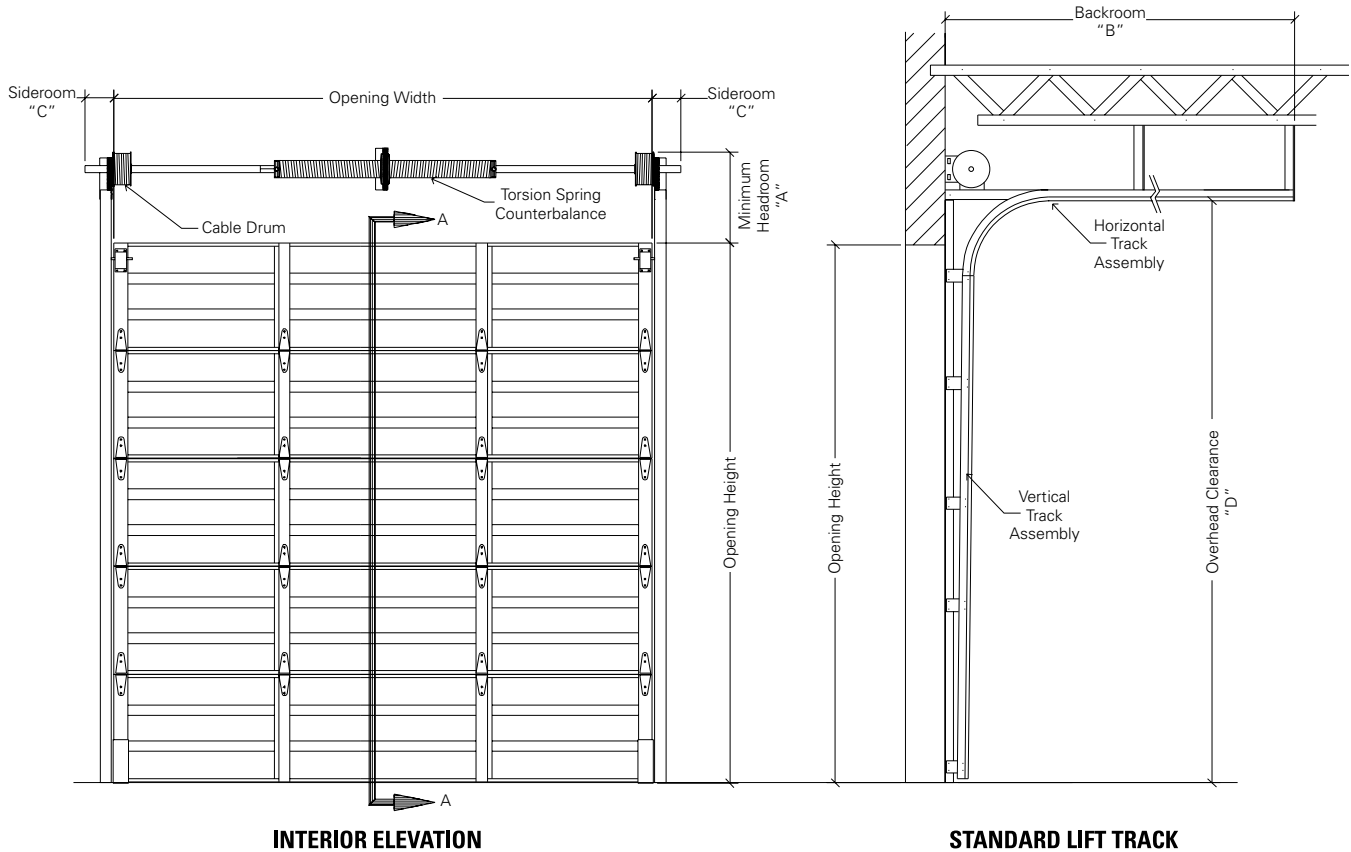 Sideroom
"C"
Opening Width
Sideroom
"C"
Cable Drum
Torsion Spring
Counterbalance
Minimum
Headroom
"A"
A
Opening Height
A
INTERIOR ELEVATION
Backroom
"B"
Horizontal
Track
Assembly
Opening Height
Vertical
Track
Assembly
Overhead Clearance
"D"
STANDARD LIFT TRACK